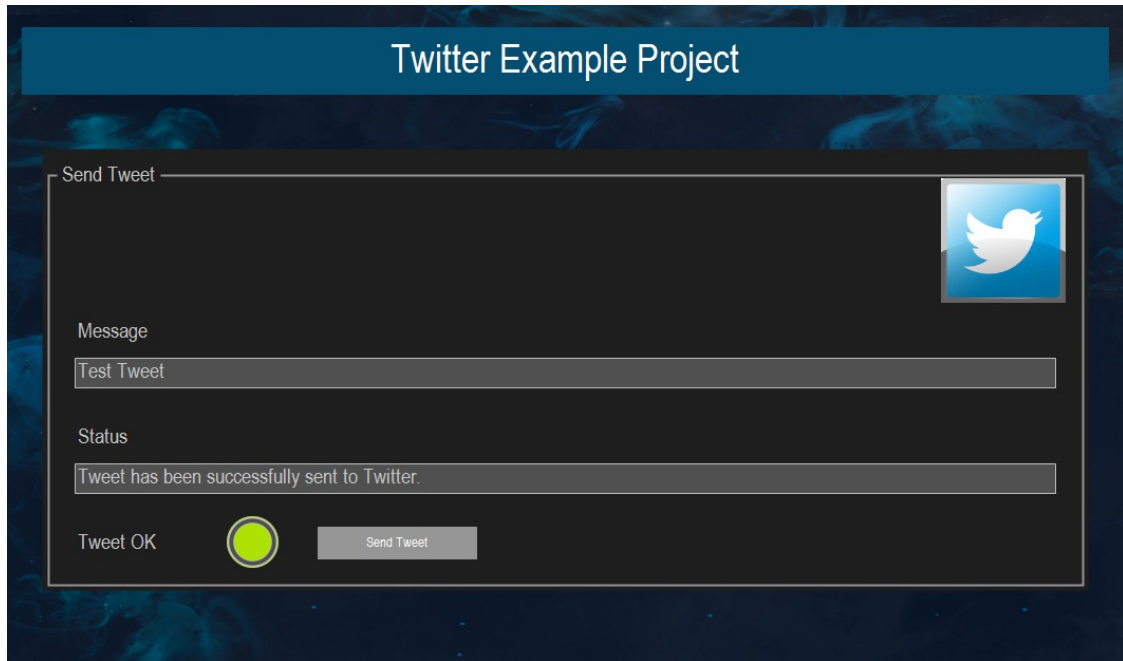 Twitter Example Project
Send Tweet
Message
Test Tweet
Status
Tweet has been successfully sent to Twitter.
Tweet OK
Send Tweet